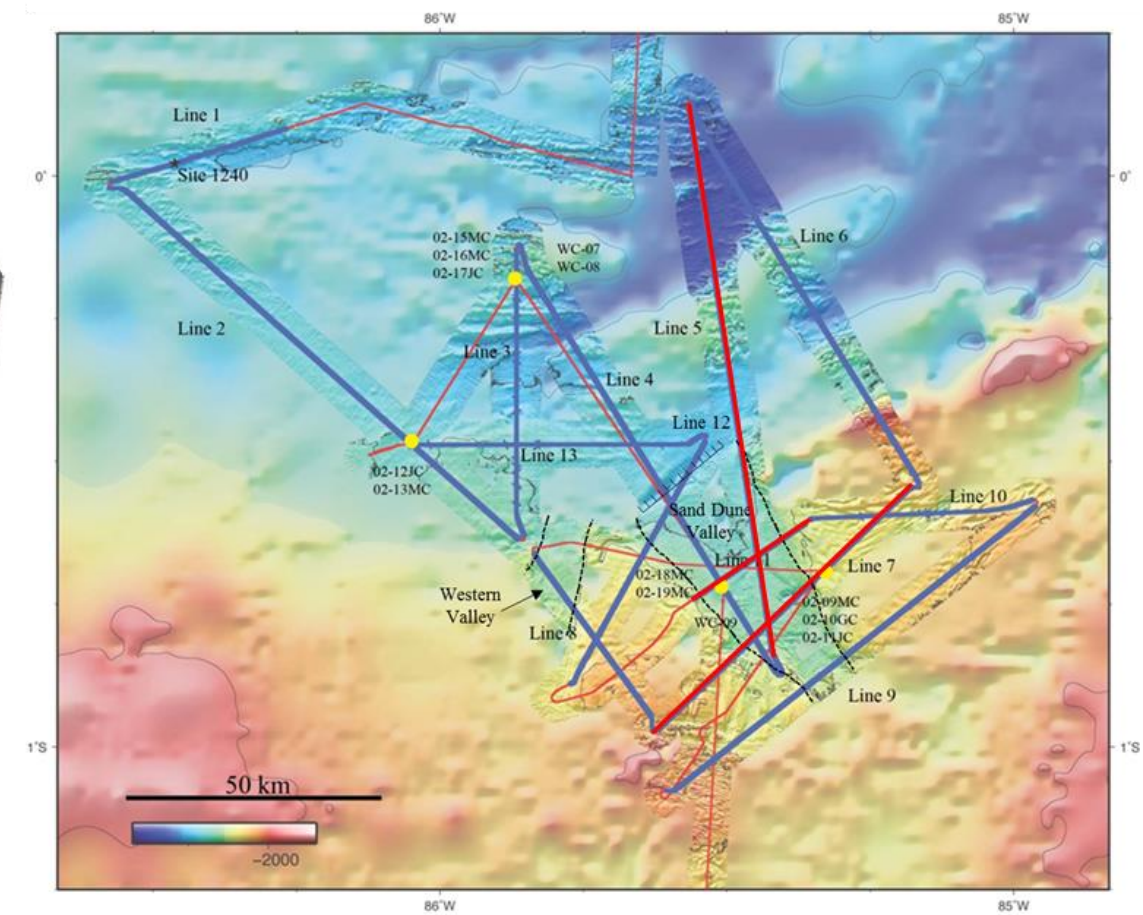 86˚W
85˚W
Line 1
0˚
0˚
Site 1240
02-15MC
02-16MC
02-17JC
WC-07
WC-08
Line 6
Line 2
Line 5
Line 3
Line 4
Line 12
Line 13
02-12JC
02-13MC
Line 10
Sand Dune
Valley
Line 7
02-18MC
02-19MC
Western
Valley
02-09MC
02-10GC
02-11JC
WC-09
Line 8
Line 9
1˚S
1˚S
50 km
−2000
86˚W
85˚W